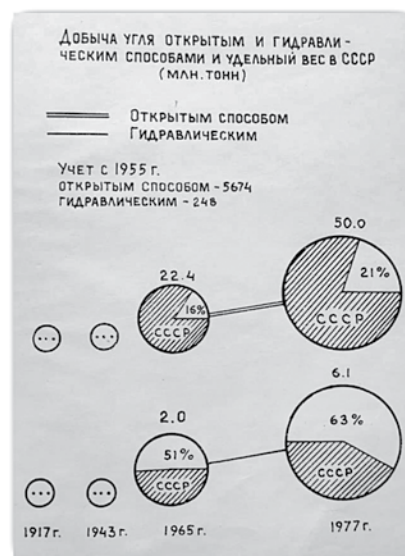 ДОБЫЧА УГЛЯ ОТКРЫТЫМ И ГИДРАВЛИ-
ЧЕСКИМ СПОСОБАМИ И УДЕЛЬНЫЙ ВЕС В СССР
(МЛН. ТОНН)
ОТКРЫТЫМ СПОСОБОМ
ГИДРАВЛИЧЕСКИМ
УЧЕТ С 1955 г.
ОТКРЫТЫМ СПОСОБОМ - 5674
ГИДРАВЛИЧЕСКИМ - 248
50.0
22.4
21%
16%
СССР
СССР
...
...
6.1
2.0
63%
51%
СССР
СССР
...
...
1917 г. 1943 г. 1965 г. 1977 г.